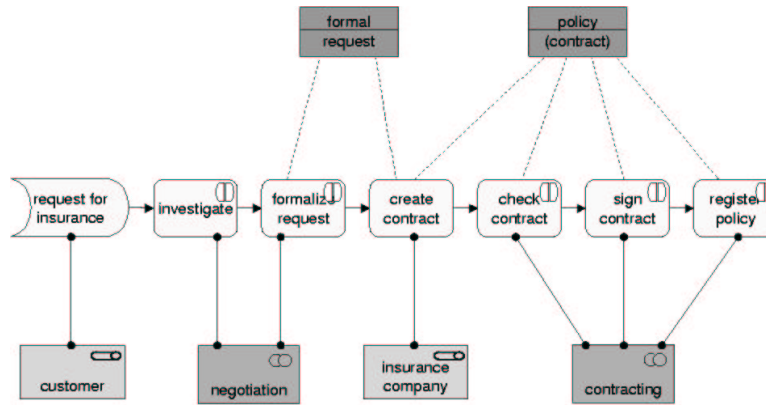 formal
request
policy
(contract)
request for
insurance
investigate
formalize
request
create
contract
check
contract
sign
contract
register
policy
customer
negotiation
insurance
company
contracting